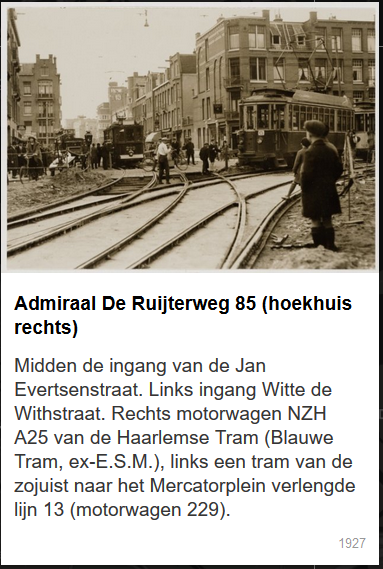 Admiraal De Ruijterweg 85 (hoekhuis
rechts)
Midden de ingang van de Jan
Evertsenstraat. Links ingang Witte de
Withstraat. Rechts motorwagen NZH
A25 van de Haarlemse Tram (Blauwe
Tram, ex-E.S.M.), links een tram van de
zojuist naar het Mercatorplein verlengde
lijn 13 (motorwagen 229).
1927